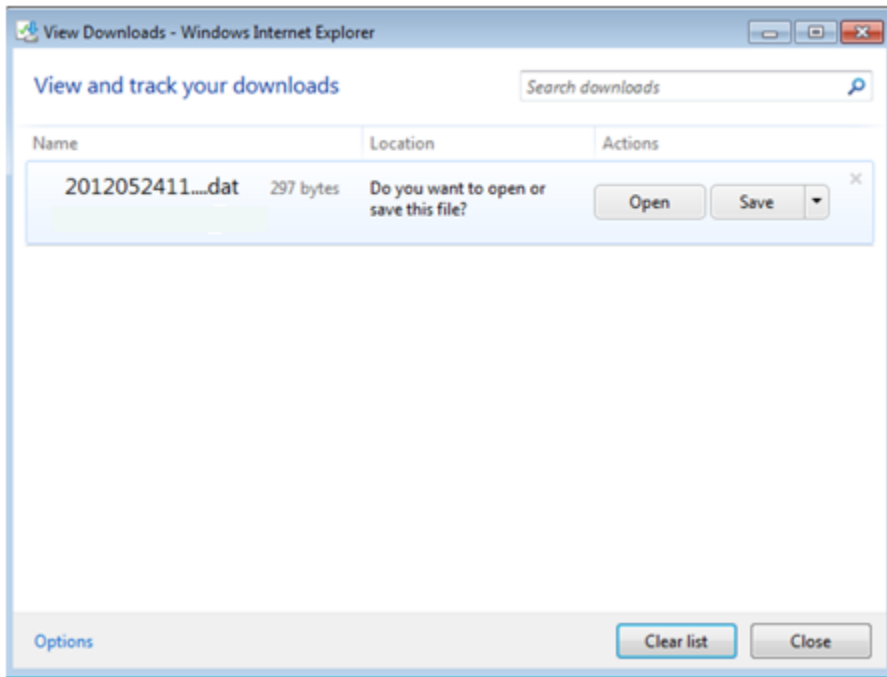 View Downloads - Windows Internet Explorer
View and track your downloads
Search downloads
Name Location Actions
2012052411....dat 297 bytes Do you want to open or save this file? Open Save
Options Clear list Close